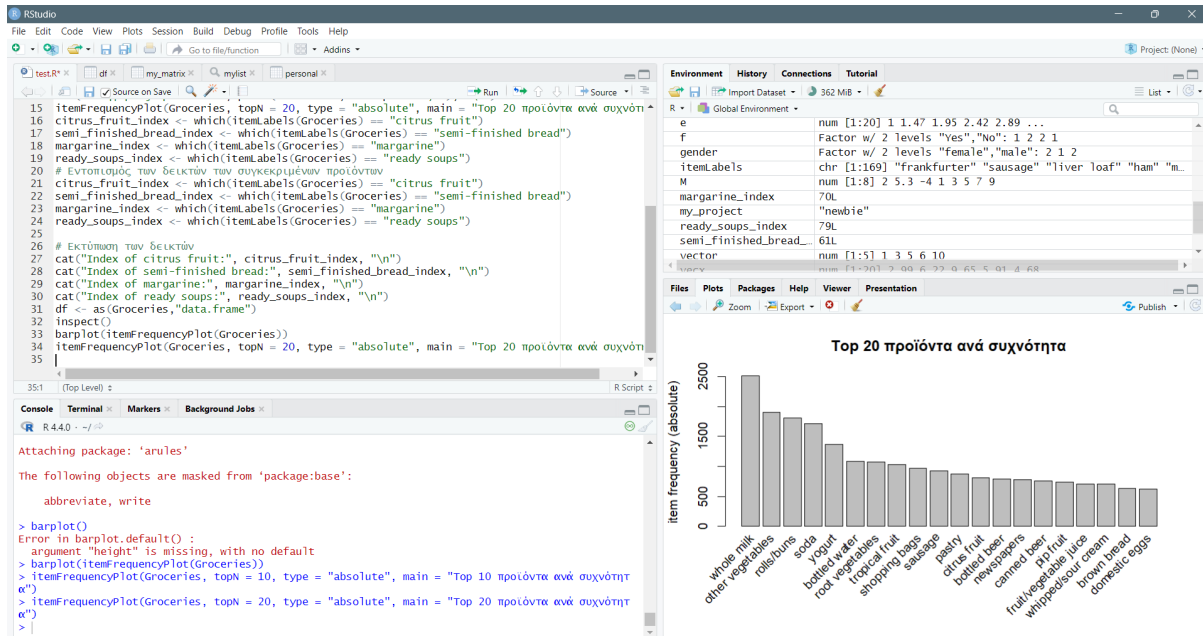 RStudio
File Edit Code View Plots Session Build Debug Profile Tools Help
Go to file/function Addins Project: (None)
test.R* df my_matrix mylist personal
Source on Save Run Source
15 itemFrequencyPlot(Groceries, topN = 20, type = "absolute", main = "Top 20 προϊόντα ανά συχνότη
16 citrus_fruit_index <- which(itemLabels(Groceries) == "citrus fruit")
17 semi_finished_bread_index <- which(itemLabels(Groceries) == "semi-finished bread")
18 margarine_index <- which(itemLabels(Groceries) == "margarine")
19 ready_soups_index <- which(itemLabels(Groceries) == "ready soups")
20 # Εντοπισμός των δεικτών των συγκεκριμένων προϊόντων
21 citrus_fruit_index <- which(itemLabels(Groceries) == "citrus fruit")
22 semi_finished_bread_index <- which(itemLabels(Groceries) == "semi-finished bread")
23 margarine_index <- which(itemLabels(Groceries) == "margarine")
24 ready_soups_index <- which(itemLabels(Groceries) == "ready soups")
25
26 # Εκτύπωση των δεικτών
27 cat("Index of citrus fruit:", citrus_fruit_index, "\n")
28 cat("Index of semi-finished bread:", semi_finished_bread_index, "\n")
29 cat("Index of margarine:", margarine_index, "\n")
30 cat("Index of ready soups:", ready_soups_index, "\n")
31 df <- as(Groceries,"data.frame")
32 inspect()
33 barplot(itemFrequencyPlot(Groceries))
34 itemFrequencyPlot(Groceries, topN = 20, type = "absolute", main = "Top 20 προϊόντα ανά συχνότη
35
35:1 (Top Level) R Script
Console Terminal Markers Background Jobs
R 4.4.0 · ~/
Attaching package: ‘arules’
The following objects are masked from ‘package:base’:
abbreviate, write
> barplot()
Error in barplot.default() :
argument "height" is missing, with no default
> barplot(itemFrequencyPlot(Groceries))
> itemFrequencyPlot(Groceries, topN = 10, type = "absolute", main = "Top 10 προϊόντα ανά συχνότητ
α")
> itemFrequencyPlot(Groceries, topN = 20, type = "absolute", main = "Top 20 προϊόντα ανά συχνότητ
α")
>
Environment History Connections Tutorial
Import Dataset 362 MiB List
R Global Environment
e num [1:20] 1 1.47 1.95 2.42 2.89 ...
f Factor w/ 2 levels "Yes","No": 1 2 2 1
gender Factor w/ 2 levels "female","male": 2 1 2
itemLabels chr [1:169] "frankfurter" "sausage" "liver loaf" "ham" "m...
M num [1:8] 2 5.3 -4 1 3 5 7 9
margarine_index 70L
my_project "newbie"
ready_soups_index 79L
semi_finished_bread_… 61L
vector num [1:5] 1 3 5 6 10
vecx num [1:20] 2.99 6.22 9.65 5.91 4.68
Files Plots Packages Help Viewer Presentation
Zoom Export Publish
Top 20 προϊόντα ανά συχνότητα
item frequency (absolute)
2500
1500
500
0
whole milk
other vegetables
rolls/buns
soda
yogurt
bottled water
root vegetables
tropical fruit
shopping bags
sausage
pastry
citrus fruit
bottled beer
newspapers
canned beer
pip fruit
fruit/vegetable juice
whipped/sour cream
brown bread
domestic eggs